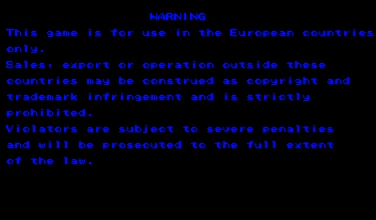 WARNING
This game is for use in the European countries
only.
Sales, export or operation outside these
countries may be construed as copyright and
trademark infringement and is strictly
prohibited.
Violators are subject to severe penalties
and will be prosecuted to the full extent
of the law.